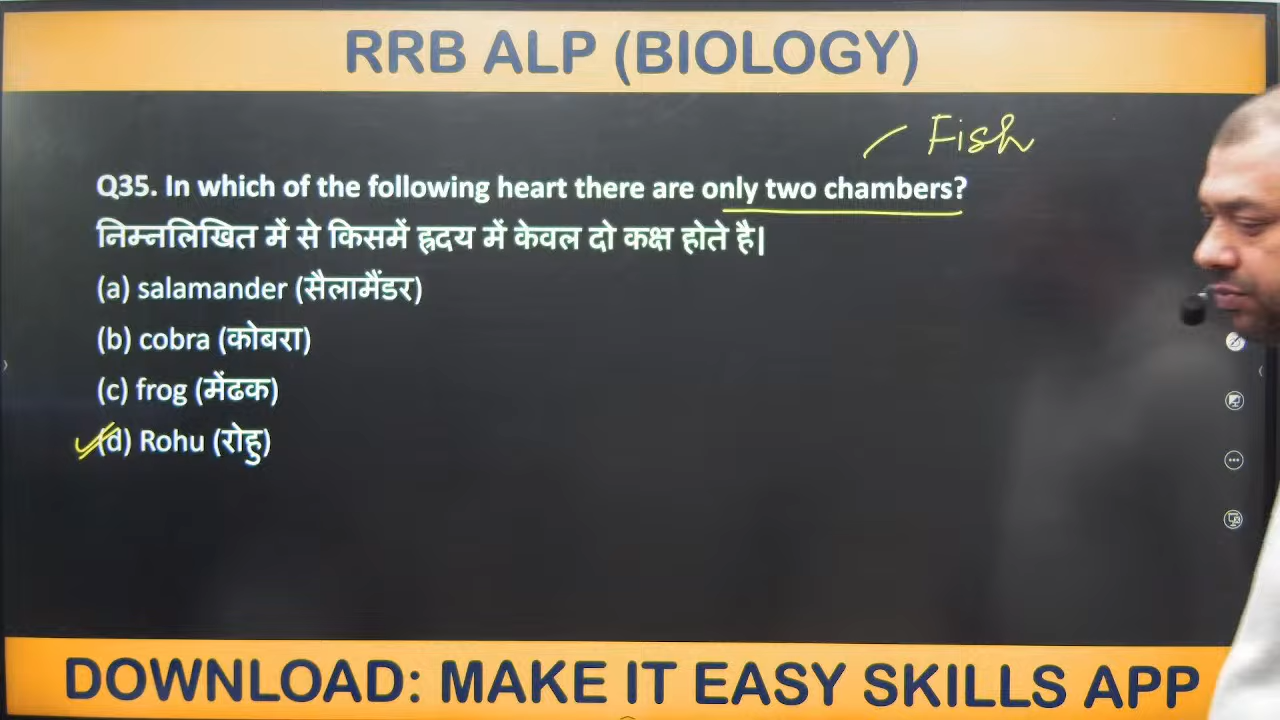 RRB ALP (BIOLOGY)
Fish
Q35. In which of the following heart there are only two chambers?
निम्नलिखित में से किसमें ह्रदय में केवल दो कक्ष होते है|
(a) salamander (सैलामैंडर)
(b) cobra (कोबरा)
(c) frog (मेंढक)
(d) Rohu (रोहु)
DOWNLOAD: MAKE IT EASY SKILLS APP